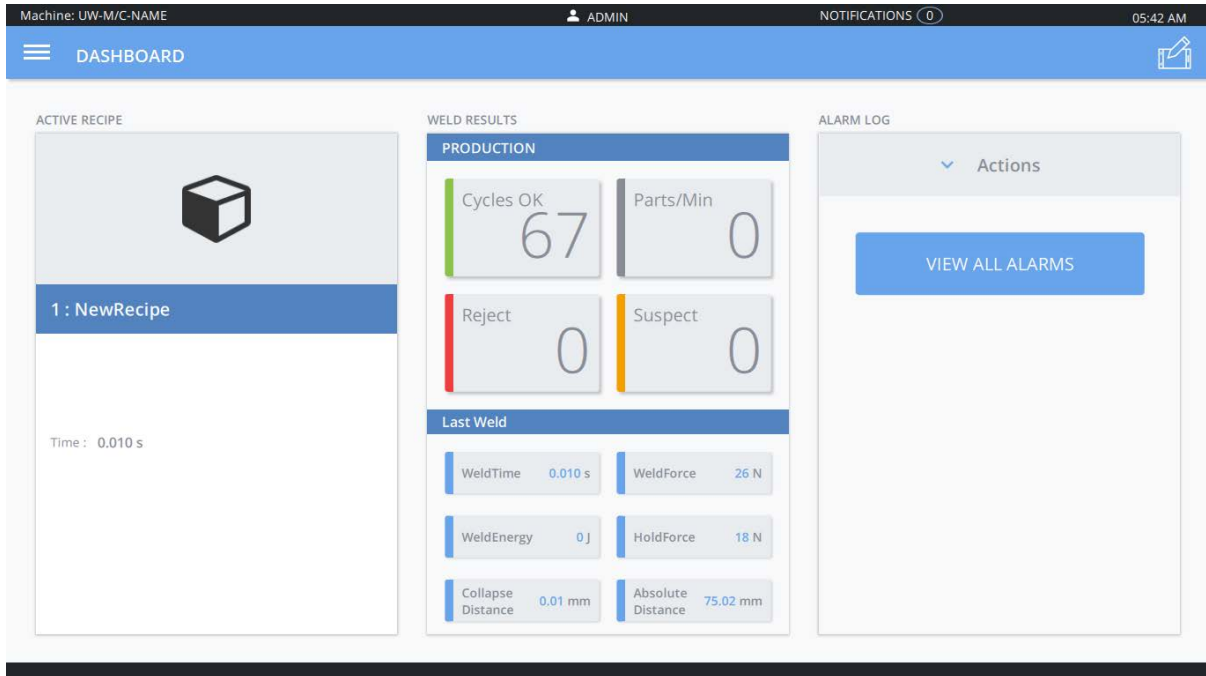 Machine: UW-M/C-NAME
ADMIN
NOTIFICATIONS 0
05:42 AM
DASHBOARD
ACTIVE RECIPE
1 : NewRecipe
Time : 0.010 s
WELD RESULTS
PRODUCTION
Cycles OK
67
Parts/Min
0
Reject
0
Suspect
0
Last Weld
WeldTime 0.010 s
WeldForce 26 N
WeldEnergy 0 J
HoldForce 18 N
Collapse
Distance 0.01 mm
Absolute
Distance 75.02 mm
ALARM LOG
Actions
VIEW ALL ALARMS